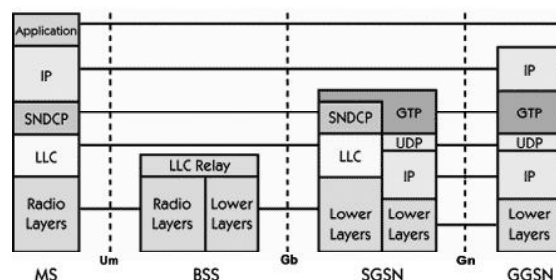 Application
IP
SNDCP
LLC
Radio
Layers
MS
Um
LLC Relay
Radio
Layers
Lower
Layers
BSS
Gb
SNDCP
GTP
LLC
UDP
IP
Lower
Layers
Lower
Layers
SGSN
Gn
IP
GTP
UDP
IP
Lower
Layers
GGSN